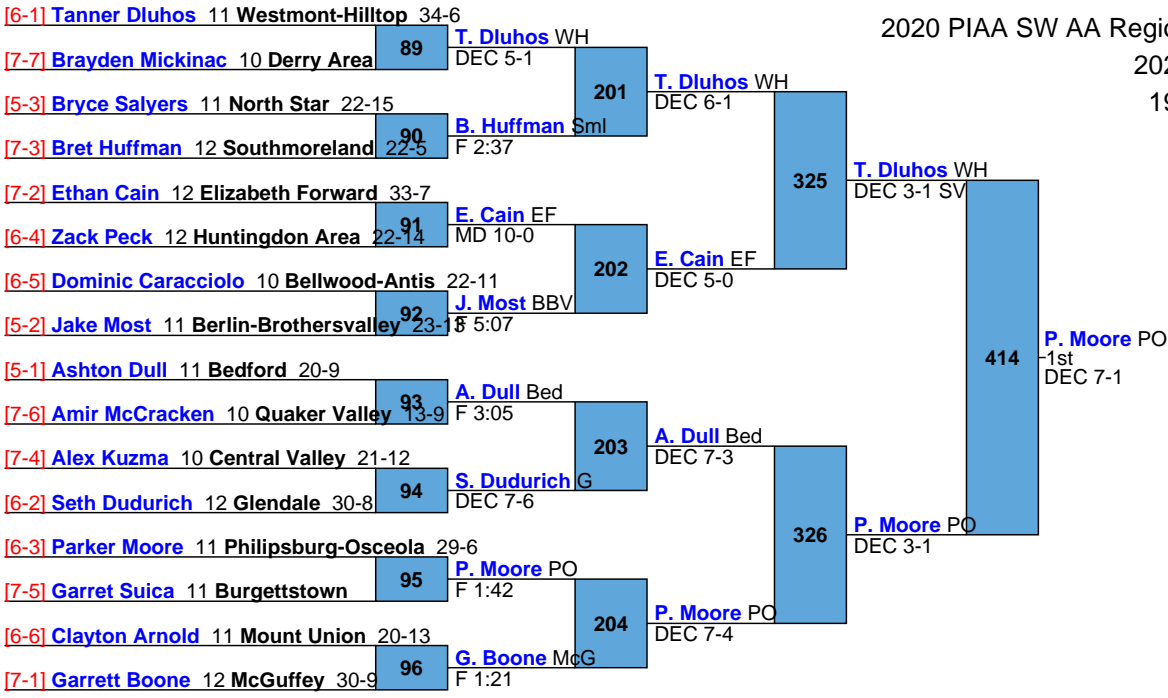 [6-1] Tanner Dluhos 11 Westmont-Hilltop 34-6
[7-7] Brayden Mickinac 10 Derry Area
[5-3] Bryce Salyers 11 North Star 22-15
[7-3] Bret Huffman 12 Southmoreland 22-5
[7-2] Ethan Cain 12 Elizabeth Forward 33-7
[6-4] Zack Peck 12 Huntingdon Area 22-14
[6-5] Dominic Caracciolo 10 Bellwood-Antis 22-11
[5-2] Jake Most 11 Berlin-Brothersvalley 23-13
[5-1] Ashton Dull 11 Bedford 20-9
[7-6] Amir McCracken 10 Quaker Valley 13-9
[7-4] Alex Kuzma 10 Central Valley 21-12
[6-2] Seth Dudurich 12 Glendale 30-8
[6-3] Parker Moore 11 Philipsburg-Osceola 29-6
[7-5] Garret Suica 11 Burgettstown
[6-6] Clayton Arnold 11 Mount Union 20-13
[7-1] Garrett Boone 12 McGuffey 30-9
89
90
91
92
93
94
95
96
T. Dluhos WH
DEC 5-1
B. Huffman Sml
F 2:37
E. Cain EF
MD 10-0
J. Most BBV
F 5:07
A. Dull Bed
F 3:05
S. Dudurich G
DEC 7-6
P. Moore PO
F 1:42
G. Boone McG
F 1:21
201
202
203
204
T. Dluhos WH
DEC 6-1
E. Cain EF
DEC 5-0
A. Dull Bed
DEC 7-3
P. Moore PO
DEC 7-4
325
326
T. Dluhos WH
DEC 3-1 SV
P. Moore PO
DEC 3-1
414
P. Moore PO
1st
DEC 7-1
2020 PIAA SW AA Regio
202
19